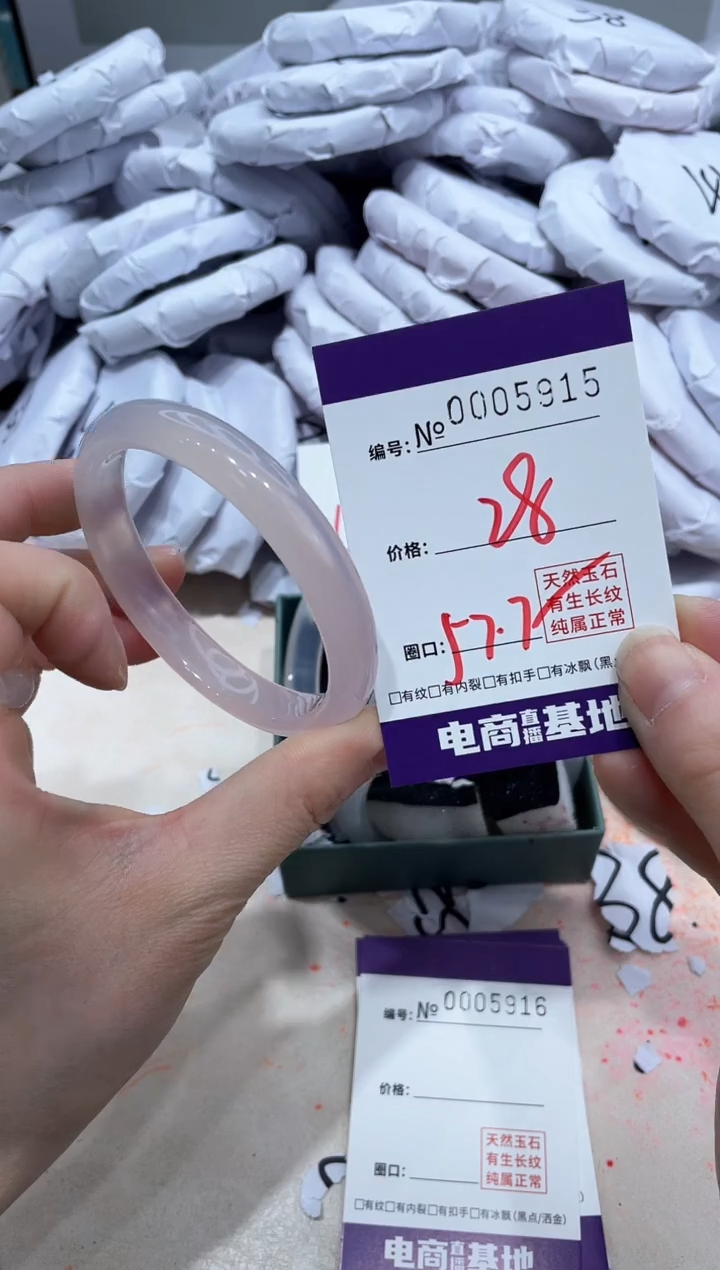 编号: № 0005915
价格: 28
圈口: 57.7
天然玉石
有生长纹
纯属正常
□有纹□有内裂□有扣手□有冰飘(黑
电商直播基地
编号: № 0005916
价格:
圈口:
天然玉石
有生长纹
纯属正常
□有纹□有内裂□有扣手□有冰飘(黑点/洒金)
电商直播基地